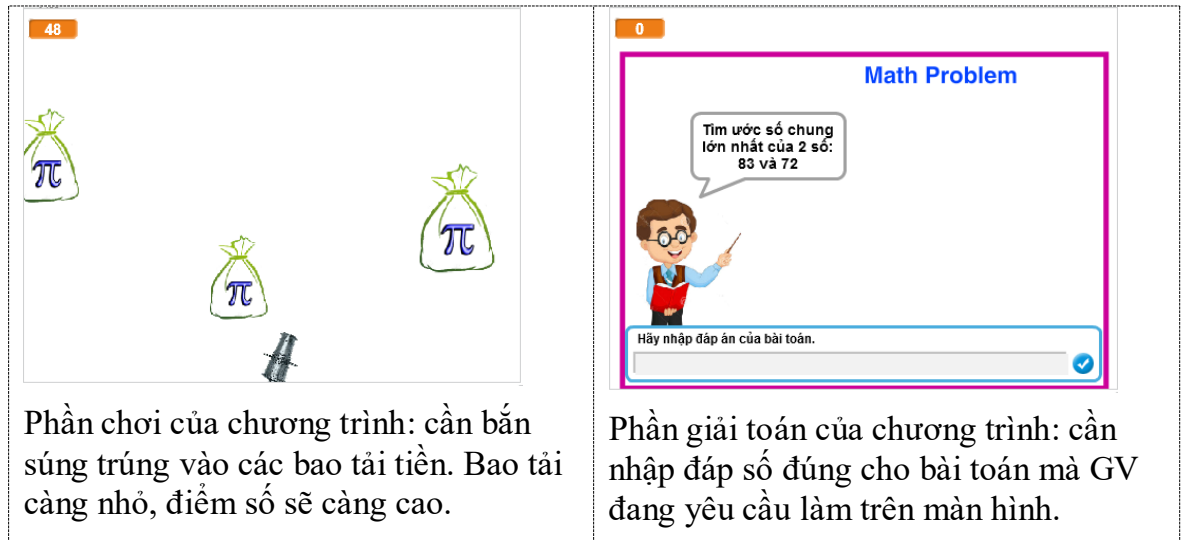 48
π
π
π
Phần chơi của chương trình: cần bắn
súng trúng vào các bao tải tiền. Bao tải
càng nhỏ, điểm số sẽ càng cao.
0
Math Problem
Tìm ước số chung
lớn nhất của 2 số:
83 và 72
Hãy nhập đáp án của bài toán.
Phần giải toán của chương trình: cần
nhập đáp số đúng cho bài toán mà GV
đang yêu cầu làm trên màn hình.